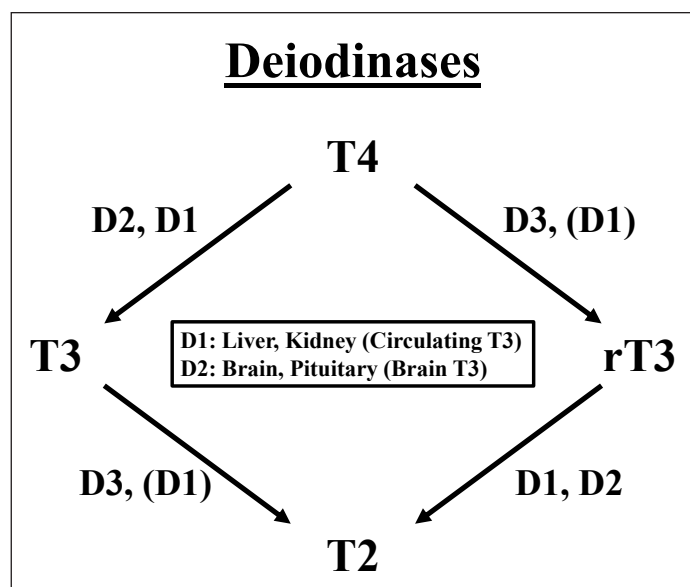 Deiodinases
T4
D2, D1
D3, (D1)
T3
D1: Liver, Kidney (Circulating T3)
D2: Brain, Pituitary (Brain T3)
rT3
D3, (D1)
D1, D2
T2